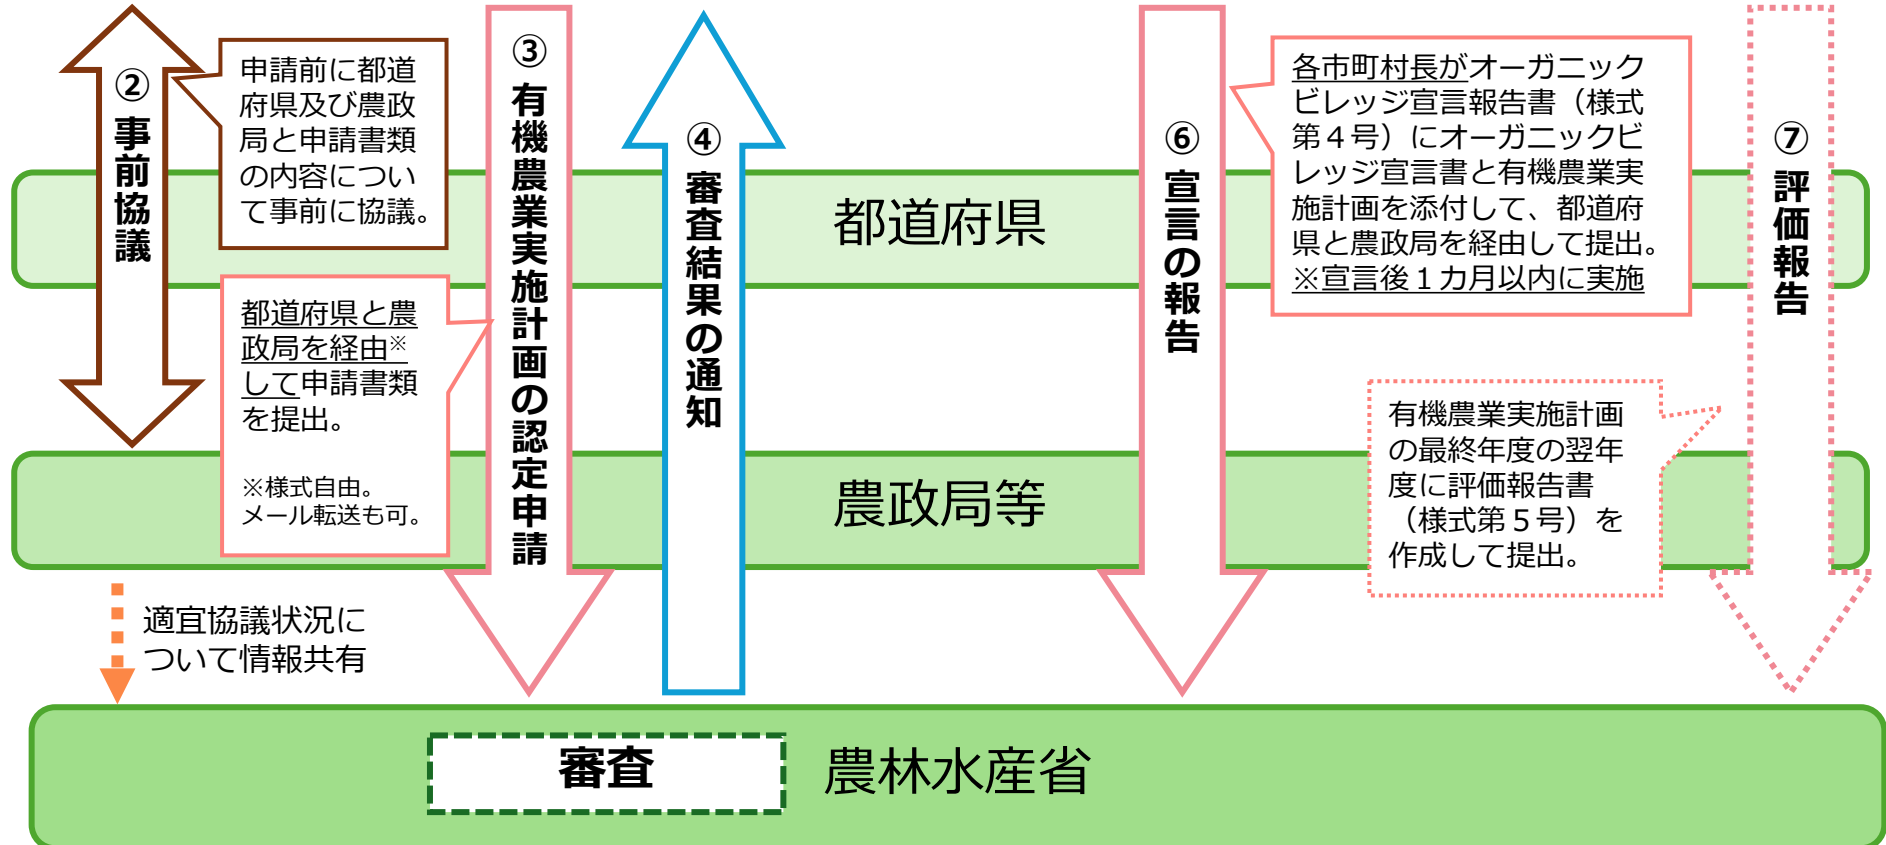 ②事前協議
申請前に都道
府県及び農政
局と申請書類
の内容につい
て事前に協議。
③有機農業実施計画の認定申請
都道府県と農
政局を経由※
して申請書類
を提出。
※様式自由。
メール転送も可。
④審査結果の通知
都道府県
農政局等
⑥宣言の報告
各市町村長がオーガニック
ビレッジ宣言報告書（様式
第４号）にオーガニックビ
レッジ宣言書と有機農業実
施計画を添付して、都道府
県と農政局を経由して提出。
※宣言後１カ月以内に実施
⑦評価報告
有機農業実施計画
の最終年度の翌年
度に評価報告書
（様式第５号）を
作成して提出。
適宜協議状況に
ついて情報共有
審査
農林水産省